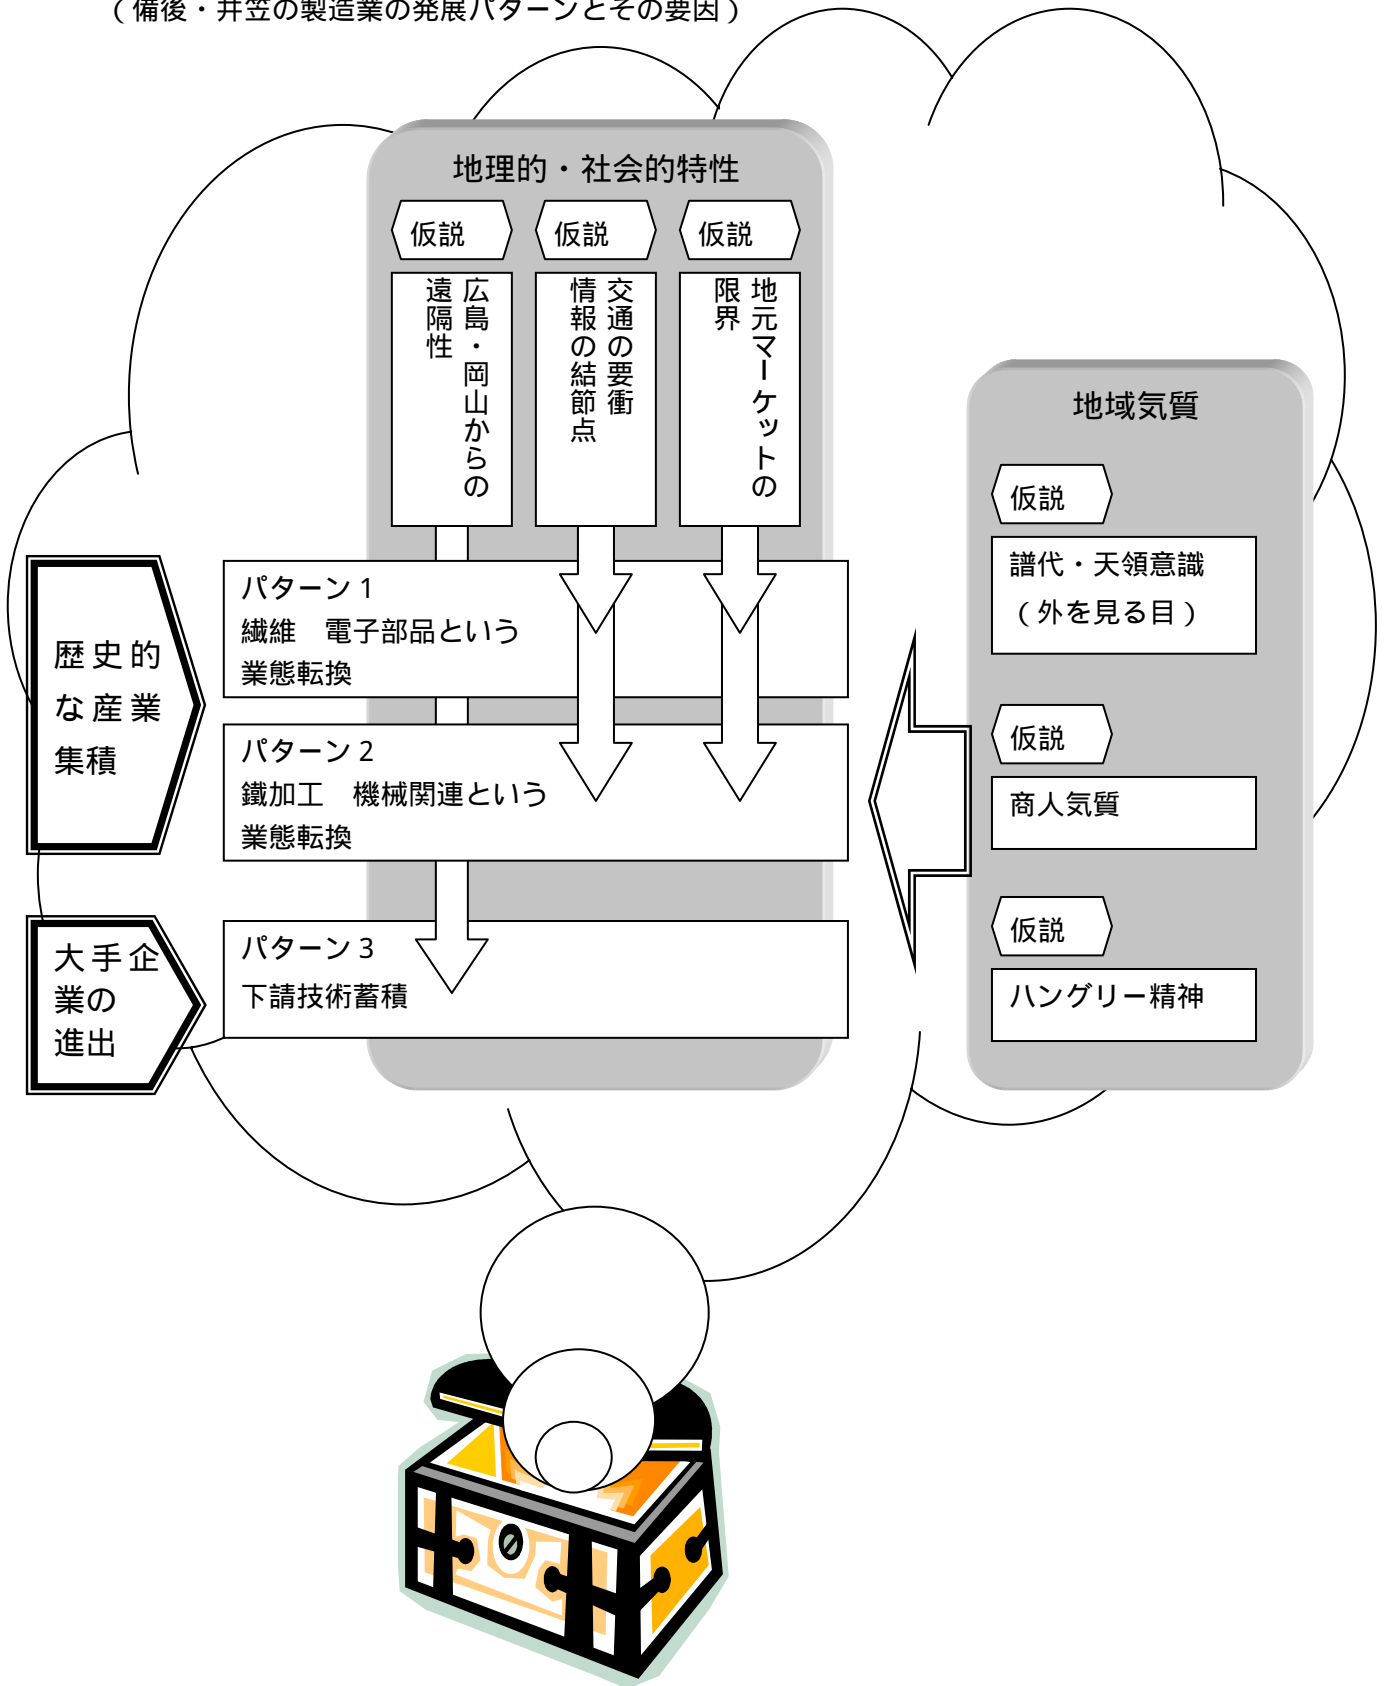 （備後・井笠の製造業の発展パターンとその要因）
地理的・社会的特性
仮説
仮説
仮説
広島・岡山からの
遠隔性
交通の要衝
情報の結節点
地元マーケットの
限界
地域気質
仮説
譜代・天領意識
（外を見る目）
仮説
商人気質
仮説
ハングリー精神
歴史的
な産業
集積
パターン１
繊維　電子部品という
業態転換
パターン２
鐵加工　機械関連という
業態転換
大手企
業の
進出
パターン３
下請技術蓄積